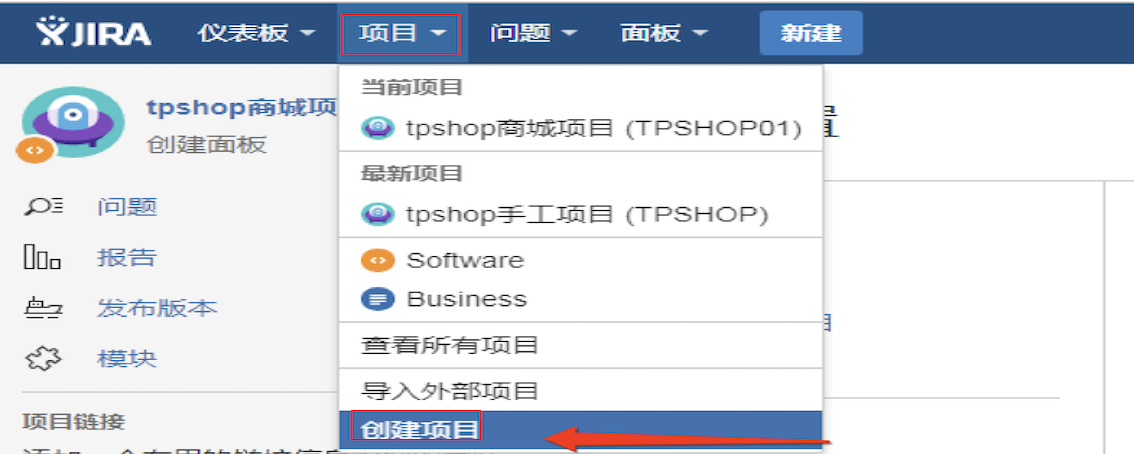 JIRA 仪表板 项目 问题 面板 新建
当前项目
tpshop商城项
tpshop商城项目 (TPSHOP01)
置
创建面板
最新项目
问题
tpshop手工项目 (TPSHOP)
报告
Software
Business
发布版本
查看所有项目
模块
导入外部项目
项目链接
创建项目